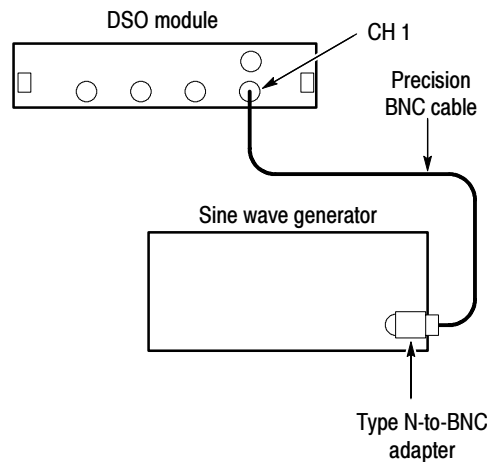 DSO module
CH 1
Precision
BNC cable
Sine wave generator
Type N-to-BNC
adapter